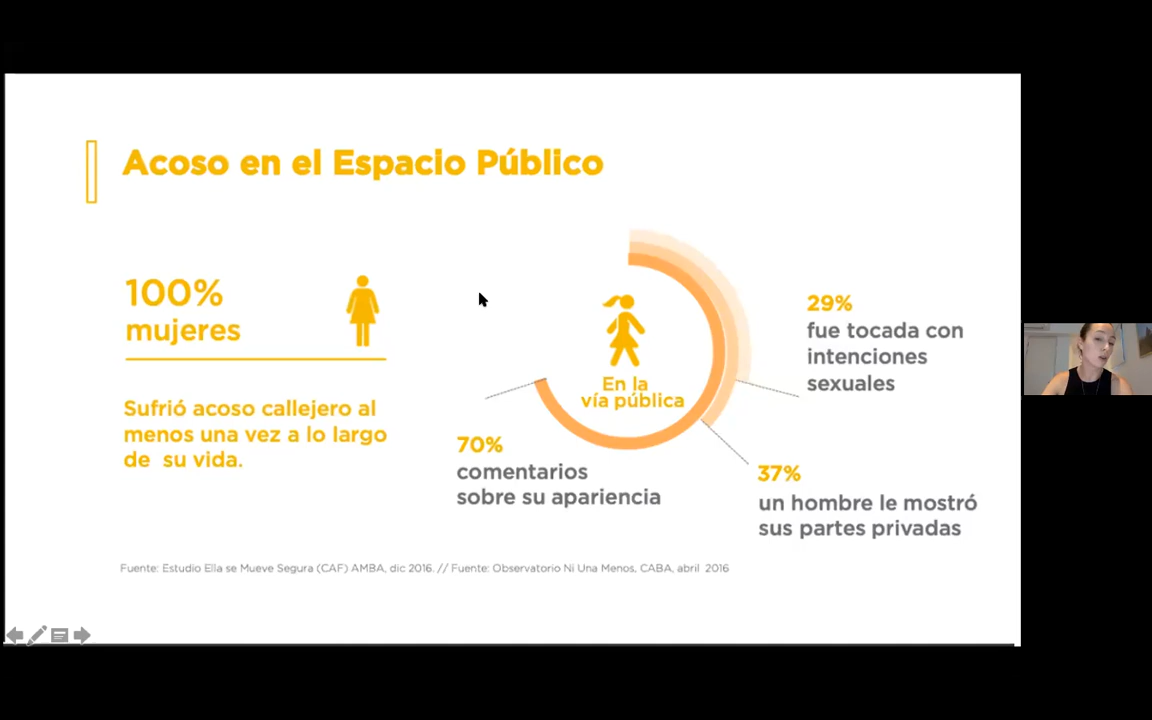 Acoso en el Espacio Público
100%
mujeres
Sufrió acoso callejero al
menos una vez a lo largo
de su vida.
En la
vía pública
70%
comentarios
sobre su apariencia
29%
fue tocada con
intenciones
sexuales
37%
un hombre le mostró
sus partes privadas
Fuente: Estudio Ella se Mueve Segura (CAF) AMBA, dic 2016. // Fuente: Observatorio Ni Una Menos, CABA, abril 2016